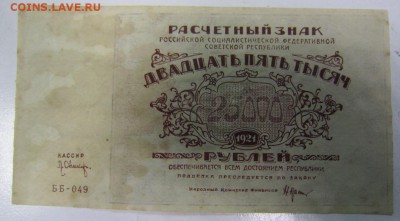 COINS.LAVE.RU
РАСЧЕТНЫЙ ЗНАК
РОССИЙСКОЙ СОЦИАЛИСТИЧЕСКОЙ ФЕДЕРАТИВНОЙ
СОВЕТСКОЙ РЕСПУБЛИКИ
ДВАДЦАТЬ ПЯТЬ ТЫСЯЧ
25000
1921
РУБЛЕЙ
ОБЕСПЕЧИВАЕТСЯ ВСЕМ ДОСТОЯНИЕМ РЕСПУБЛИКИ
ПОДДЕЛКА ПРЕСЛЕДУЕТСЯ ПО ЗАКОНУ
Народный Комиссар Финансов
КАССИР
ББ-049